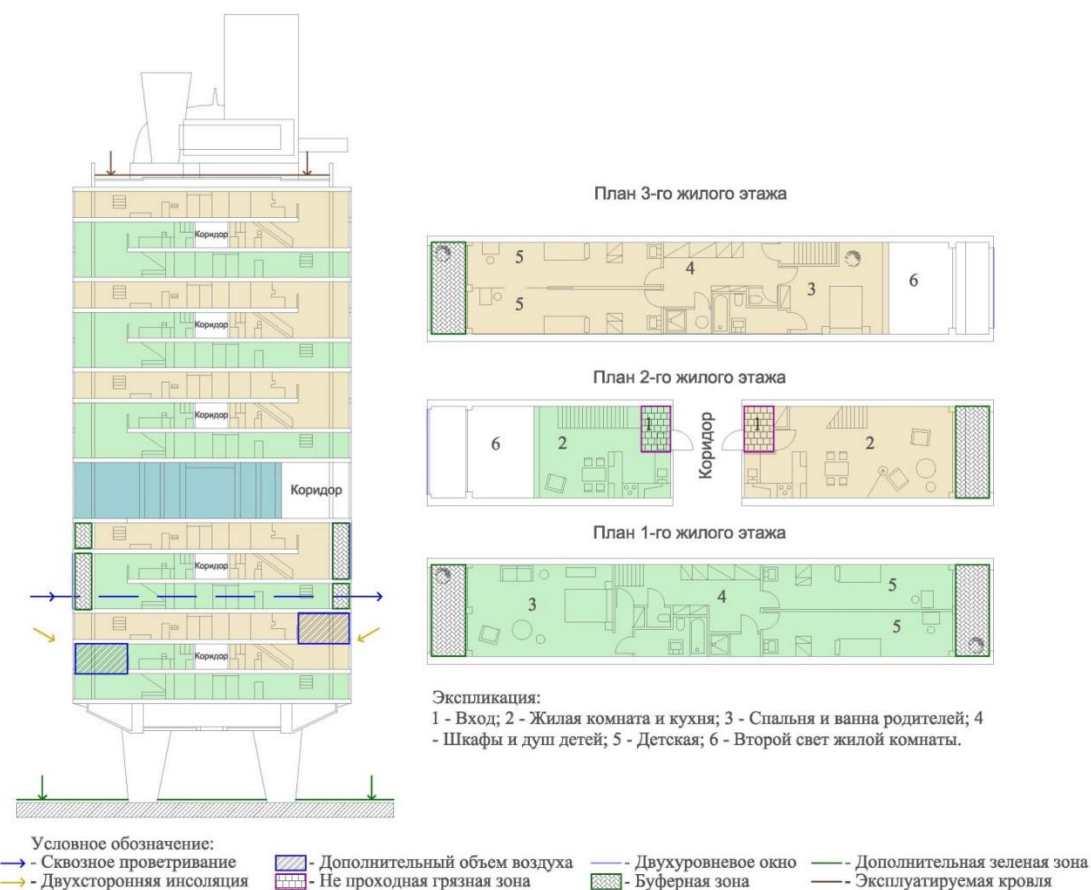 План 3-го жилого этажа
5
5
4
3
6
План 2-го жилого этажа
6
2
1
Коридор
1
2
План 1-го жилого этажа
3
4
5
5
Коридор
Коридор
Коридор
Коридор
Коридор
Коридор
Экспликация:
1 - Вход; 2 - Жилая комната и кухня; 3 - Спальня и ванна родителей; 4
- Шкафы и душ детей; 5 - Детская; 6 - Второй свет жилой комнаты.
Условное обозначение:
- Сквозное проветривание
- Дополнительный объем воздуха
- Двухуровневое окно
- Дополнительная зеленая зона
- Двухсторонняя инсоляция
- Не проходная грязная зона
- Буферная зона
- Эксплуатируемая кровля